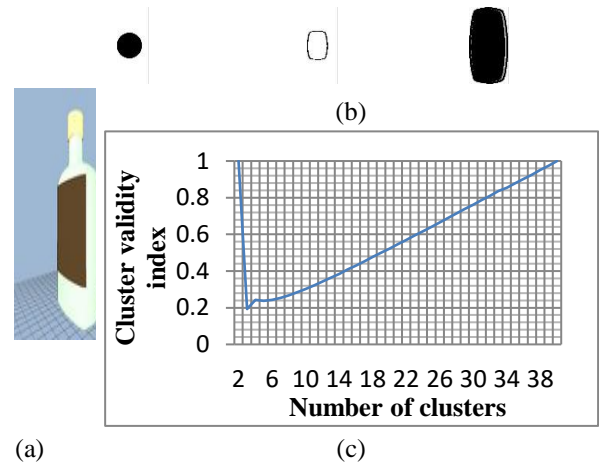 (b)
Cluster validity
index
1
0.8
0.6
0.4
0.2
0
2 6 10 14 18 22 26 30 34 38
Number of clusters
(a)
(c)